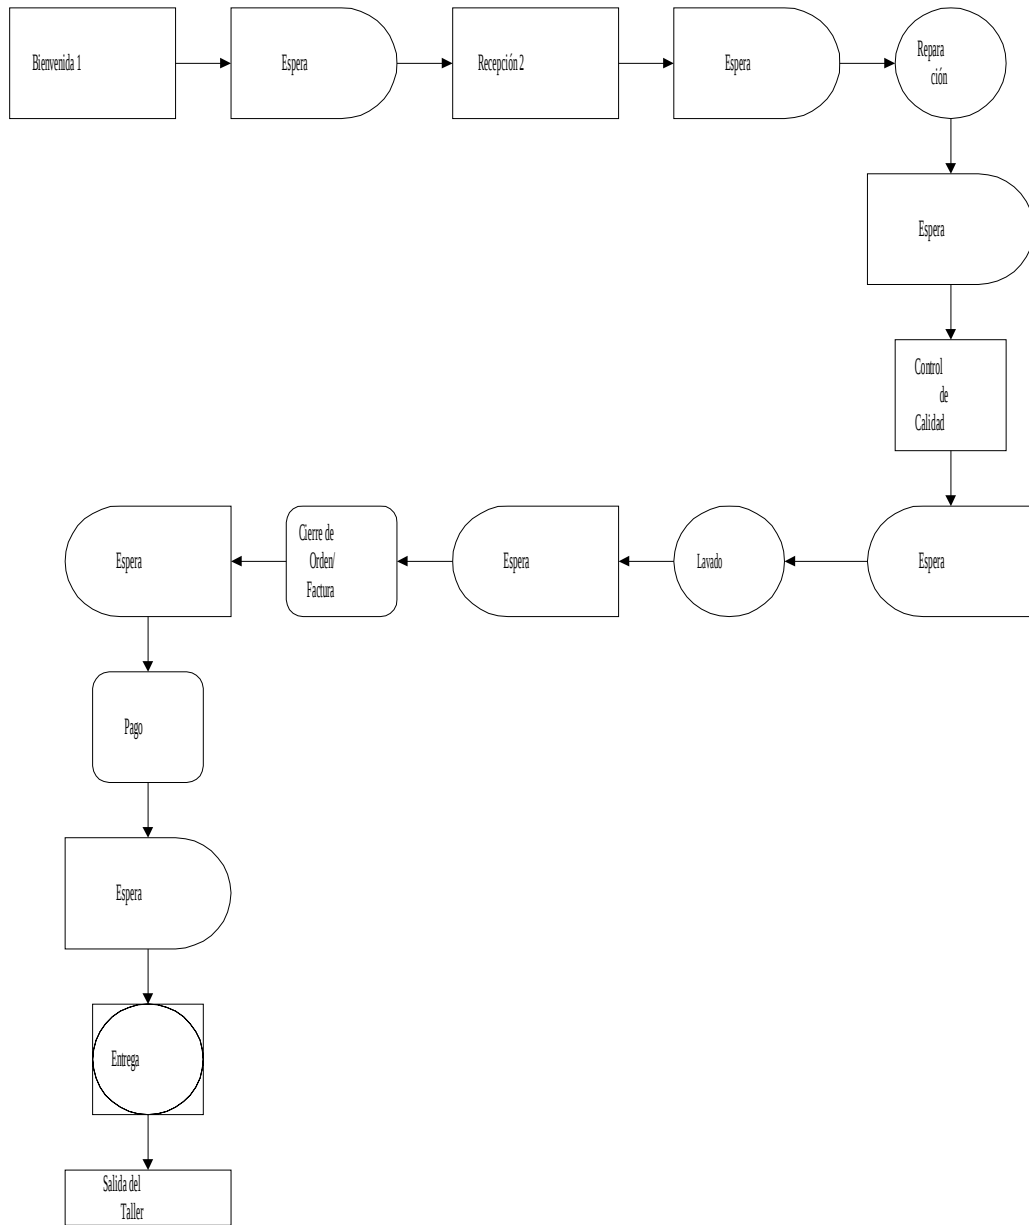 Bienvenida 1
Espera
Recepción 2
Espera
Repara
ción
Espera
Control
de
Calidad
Espera
Lavado
Espera
Cierre de
Orden/
Factura
Espera
Pago
Espera
Entrega
Salida del
Taller